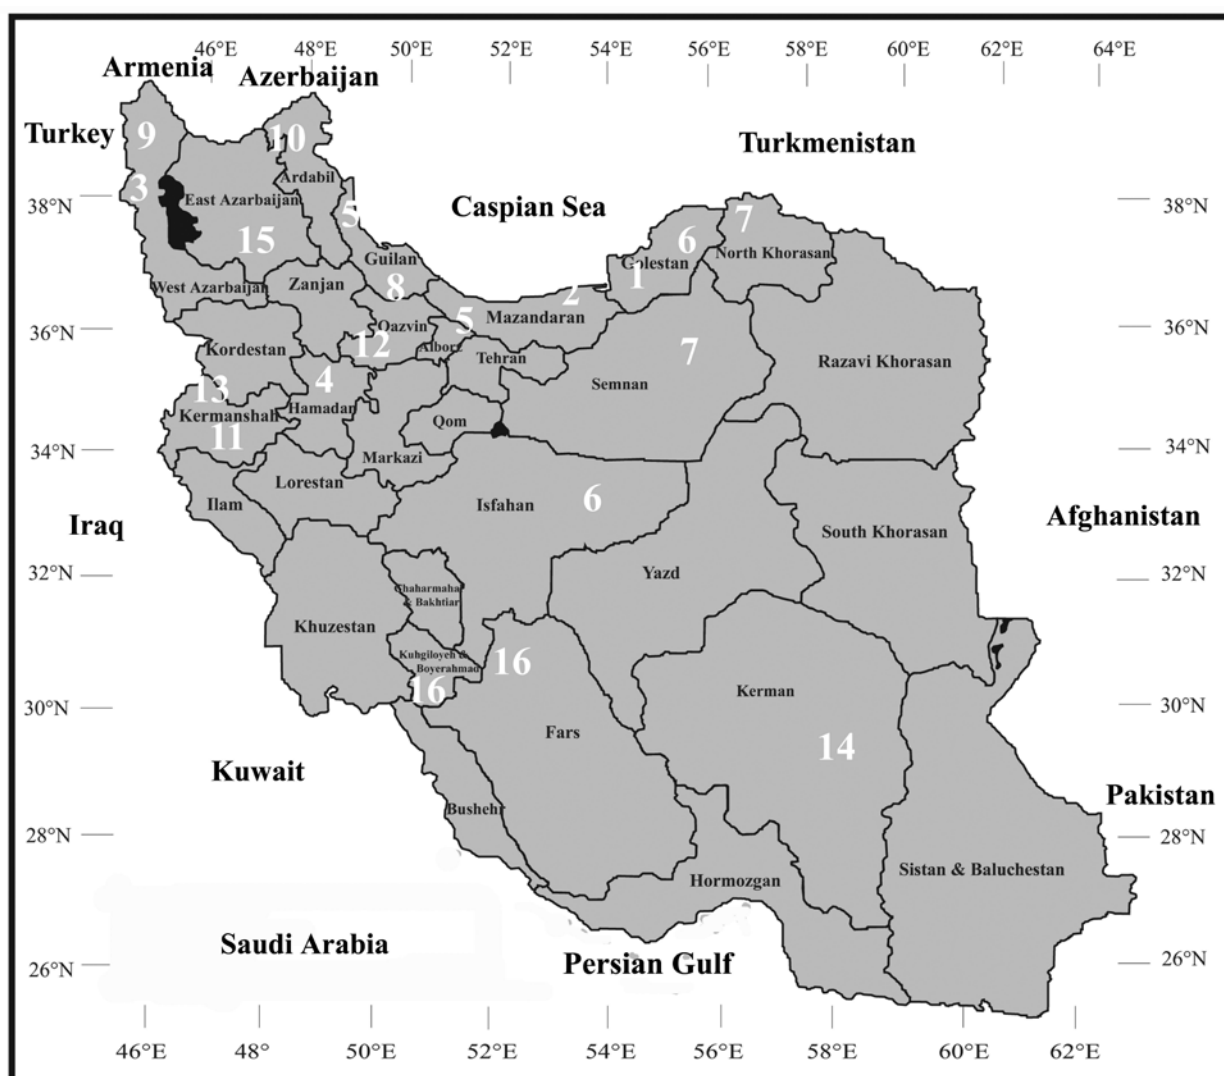 46°E 48°E 50°E 52°E 54°E 56°E 58°E 60°E 62°E 64°E
Armenia
Azerbaijan
Turkey
9
10
Turkmenistan
3
Ardabil
38°N
East Azarbaijan
5
Caspian Sea
7
38°N
15
6
Guilan
Golestan
North Khorasan
West Azarbaijan
Zanjan
8
1
2
36°N
Qazvin
5
Mazandaran
36°N
Kordestan
12
Alborz
Tehran
7
Razavi Khorasan
13
4
Semnan
Kermanshah
Hamadan
Qom
11
34°N
Markazi
34°N
Lorestan
Ilam
Isfahan
6
Iraq
Afghanistan
South Khorasan
32°N
Yazd
32°N
Chaharmahal
& Bakhtiar
Khuzestan
Kuhgiloyeh &
Boyerahmad
16
16
30°N
Kerman
30°N
Fars
14
Kuwait
Bushehr
Pakistan
28°N
28°N
Hormozgan
Sistan & Baluchestan
Saudi Arabia
Persian Gulf
26°N
26°N
46°E 48°E 50°E 52°E 54°E 56°E 58°E 60°E 62°E